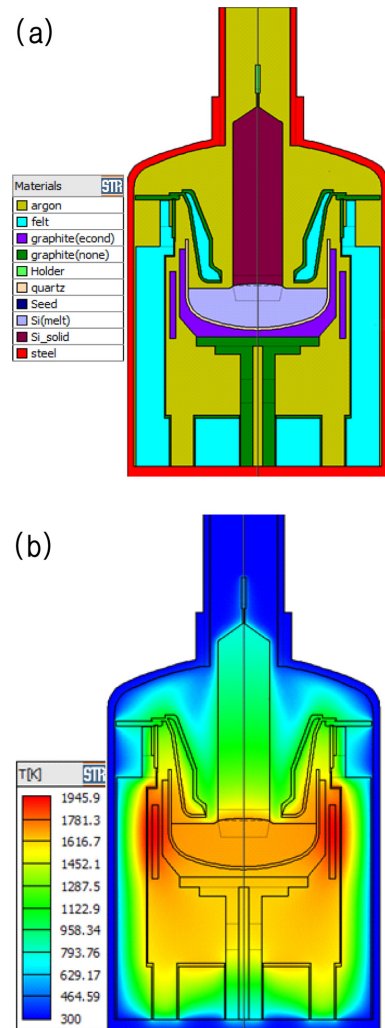 (a)
Materials STR
argon
felt
graphite(econd)
graphite(none)
Holder
quartz
Seed
Si(melt)
Si_solid
steel
(b)
T[K] STR
1945.9
1781.3
1616.7
1452.1
1287.5
1122.9
958.34
793.76
629.17
464.59
300